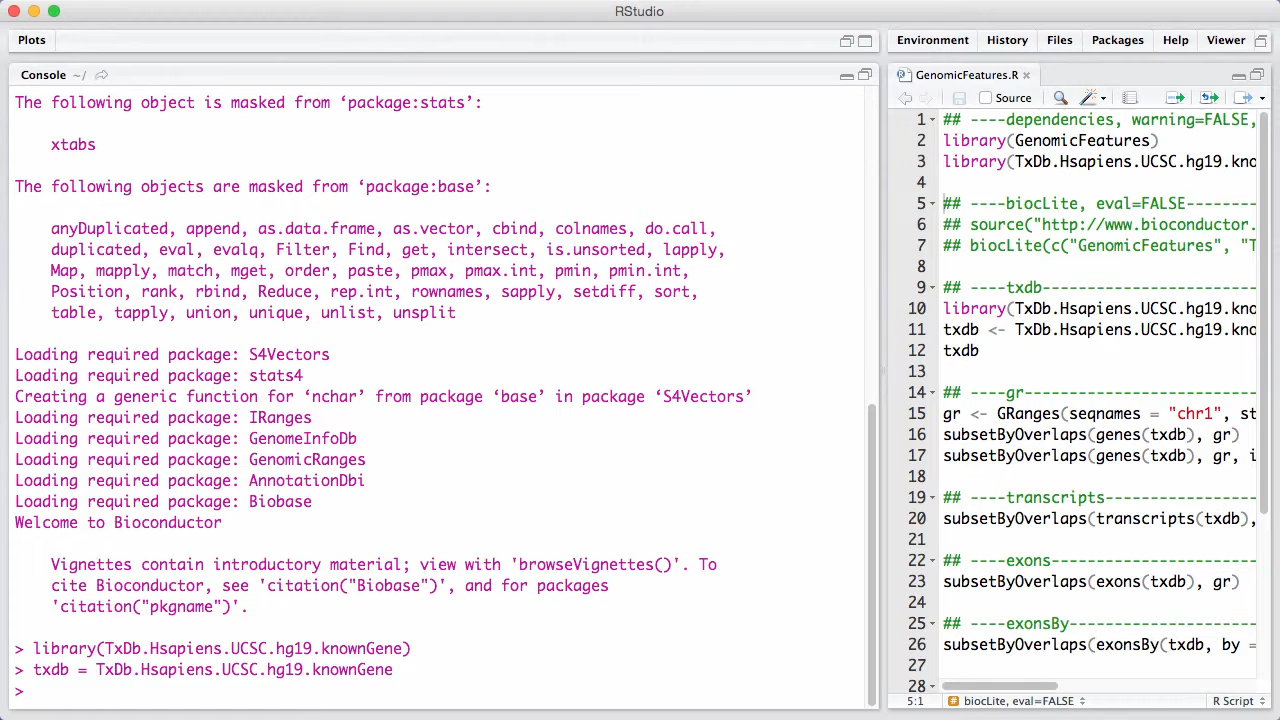 RStudio
Plots
Console ~/
The following object is masked from ‘package:stats’:
xtabs
The following objects are masked from ‘package:base’:
anyDuplicated, append, as.data.frame, as.vector, cbind, colnames, do.call,
duplicated, eval, evalq, Filter, Find, get, intersect, is.unsorted, lapply,
Map, mapply, match, mget, order, paste, pmax, pmax.int, pmin, pmin.int,
Position, rank, rbind, Reduce, rep.int, rownames, sapply, setdiff, sort,
table, tapply, union, unique, unlist, unsplit
Loading required package: S4Vectors
Loading required package: stats4
Creating a generic function for ‘nchar’ from package ‘base’ in package ‘S4Vectors’
Loading required package: IRanges
Loading required package: GenomeInfoDb
Loading required package: GenomicRanges
Loading required package: AnnotationDbi
Loading required package: Biobase
Welcome to Bioconductor
Vignettes contain introductory material; view with 'browseVignettes()'. To
cite Bioconductor, see 'citation("Biobase")', and for packages
'citation("pkgname")'.
> library(TxDb.Hsapiens.UCSC.hg19.knownGene)
> txdb = TxDb.Hsapiens.UCSC.hg19.knownGene
>
Environment History Files Packages Help Viewer
GenomicFeatures.R
Source
1 ## ----dependencies, warning=FALSE,
2 library(GenomicFeatures)
3 library(TxDb.Hsapiens.UCSC.hg19.kno
4
5 ## ----biocLite, eval=FALSE--------
6 ## source("http://www.bioconductor.
7 ## biocLite(c("GenomicFeatures", "T
8
9 ## ----txdb------------------------
10 library(TxDb.Hsapiens.UCSC.hg19.kno
11 txdb <- TxDb.Hsapiens.UCSC.hg19.kno
12 txdb
13
14 ## ----gr--------------------------
15 gr <- GRanges(seqnames = "chr1", st
16 subsetByOverlaps(genes(txdb), gr)
17 subsetByOverlaps(genes(txdb), gr, i
18
19 ## ----transcripts-----------------
20 subsetByOverlaps(transcripts(txdb),
21
22 ## ----exons-----------------------
23 subsetByOverlaps(exons(txdb), gr)
24
25 ## ----exonsBy---------------------
26 subsetByOverlaps(exonsBy(txdb, by =
27
28
5:1 # biocLite, eval=FALSE R Script